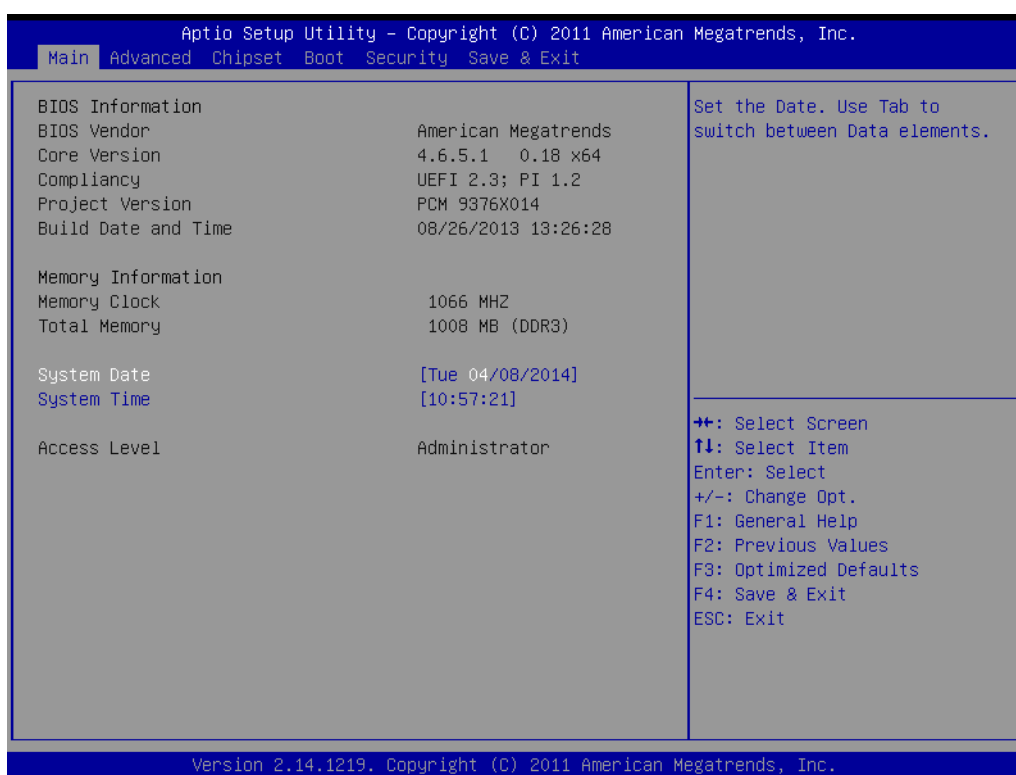 Aptio Setup Utility – Copyright (C) 2011 American Megatrends, Inc.
Main Advanced Chipset Boot Security Save & Exit
BIOS Information
BIOS Vendor American Megatrends
Core Version 4.6.5.1 0.18 x64
Compliancy UEFI 2.3; PI 1.2
Project Version PCM 9376X014
Build Date and Time 08/26/2013 13:26:28
Memory Information
Memory Clock 1066 MHZ
Total Memory 1008 MB (DDR3)
System Date [Tue 04/08/2014]
System Time [10:57:21]
Access Level Administrator
Set the Date. Use Tab to
switch between Data elements.
→←: Select Screen
↑↓: Select Item
Enter: Select
+/-: Change Opt.
F1: General Help
F2: Previous Values
F3: Optimized Defaults
F4: Save & Exit
ESC: Exit
Version 2.14.1219. Copyright (C) 2011 American Megatrends, Inc.